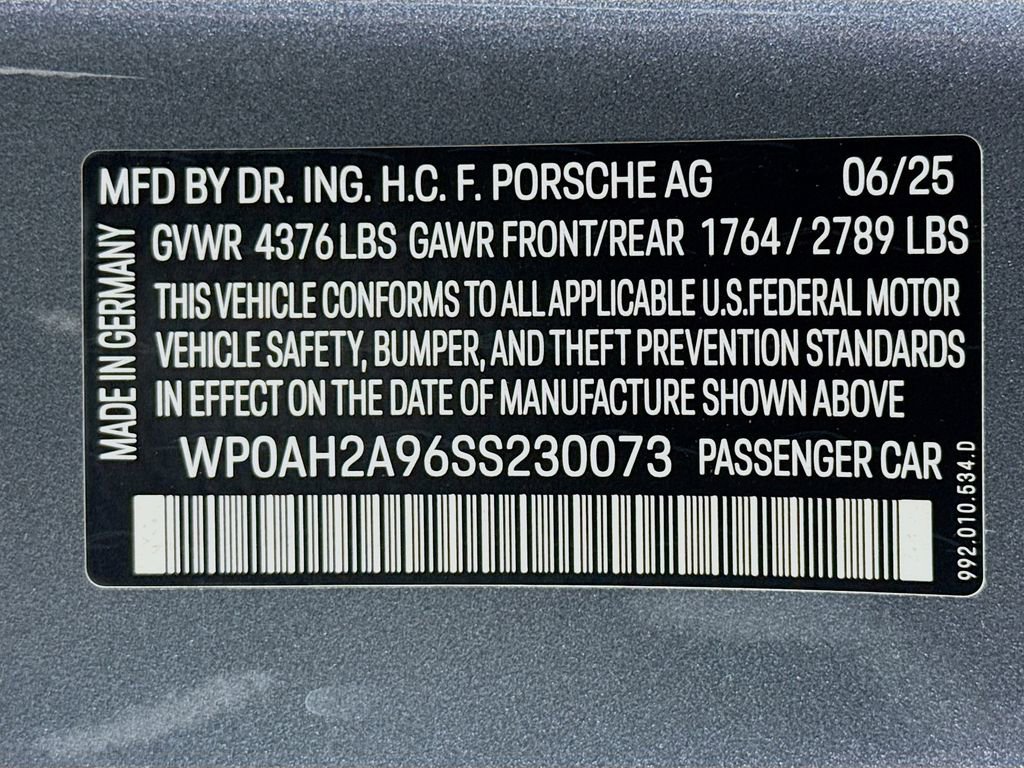 MFD BY DR. ING. H.C. F. PORSCHE AG 06/25
GVWR 4376 LBS GAWR FRONT/REAR 1764 / 2789 LBS
THIS VEHICLE CONFORMS TO ALL APPLICABLE U.S.FEDERAL MOTOR
VEHICLE SAFETY, BUMPER, AND THEFT PREVENTION STANDARDS
IN EFFECT ON THE DATE OF MANUFACTURE SHOWN ABOVE
WP0AH2A96SS230073 PASSENGER CAR
MADE IN GERMANY
992.010.534.D